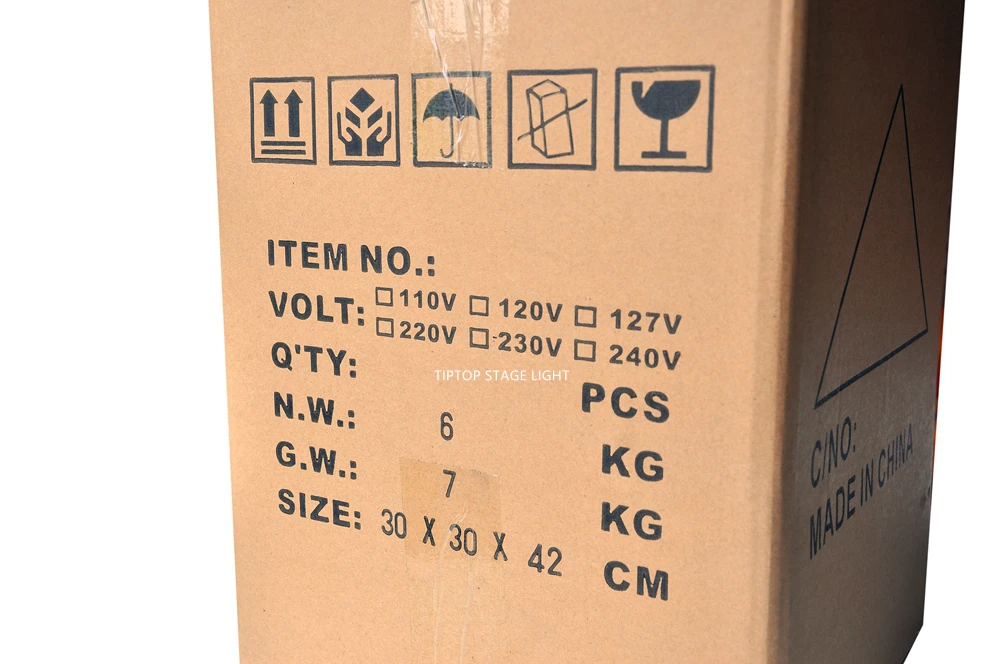 ITEM NO.:
VOLT: □110V □ 120V □ 127V
□220V □ 230V □ 240V
Q'TY: PCS
TIPTOP STAGE LIGHT
N.W.: 6 KG
G.W.: 7 KG
SIZE: 30 X 30 X 42 CM
C/NO:
MADE IN CHINA